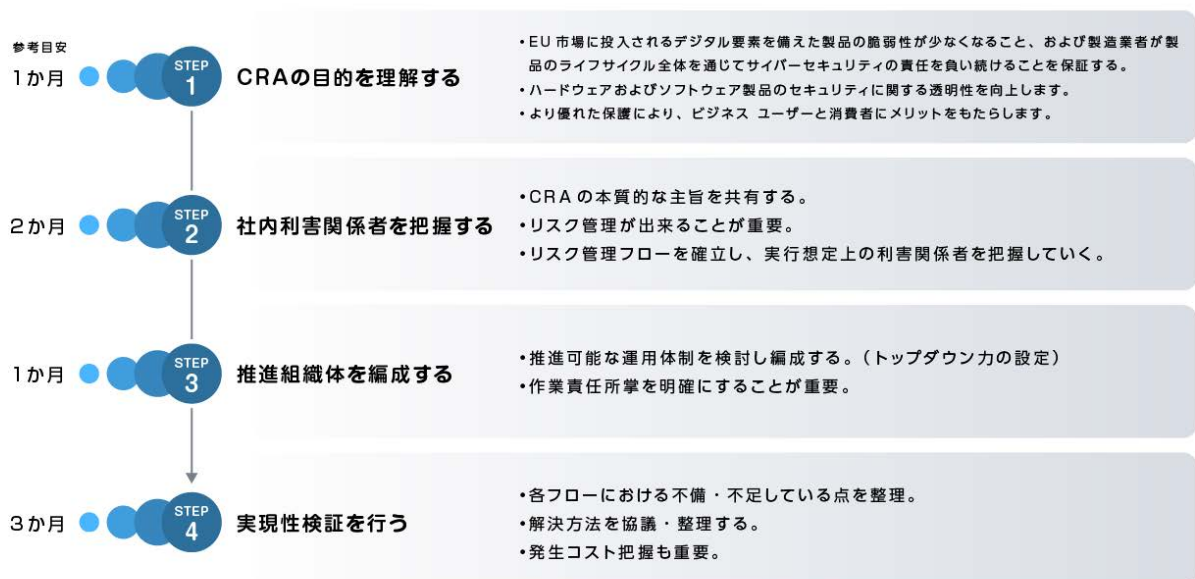 参考目安
1か月
STEP
1
CRAの目的を理解する
・EU市場に投入されるデジタル要素を備えた製品の脆弱性が少なくなること、および製造業者が製
品のライフサイクル全体を通じてサイバーセキュリティの責任を負い続けることを保証する。
・ハードウェアおよびソフトウェア製品のセキュリティに関する透明性を向上します。
・より優れた保護により、ビジネス ユーザーと消費者にメリットをもたらします。
2か月
STEP
2
社内利害関係者を把握する
・CRAの本質的な主旨を共有する。
・リスク管理が出来ることが重要。
・リスク管理フローを確立し、実行想定上の利害関係者を把握していく。
1か月
STEP
3
推進組織体を編成する
・推進可能な運用体制を検討し編成する。（トップダウン力の設定）
・作業責任所掌を明確にすることが重要。
3か月
STEP
4
実現性検証を行う
・各フローにおける不備・不足している点を整理。
・解決方法を協議・整理する。
・発生コスト把握も重要。